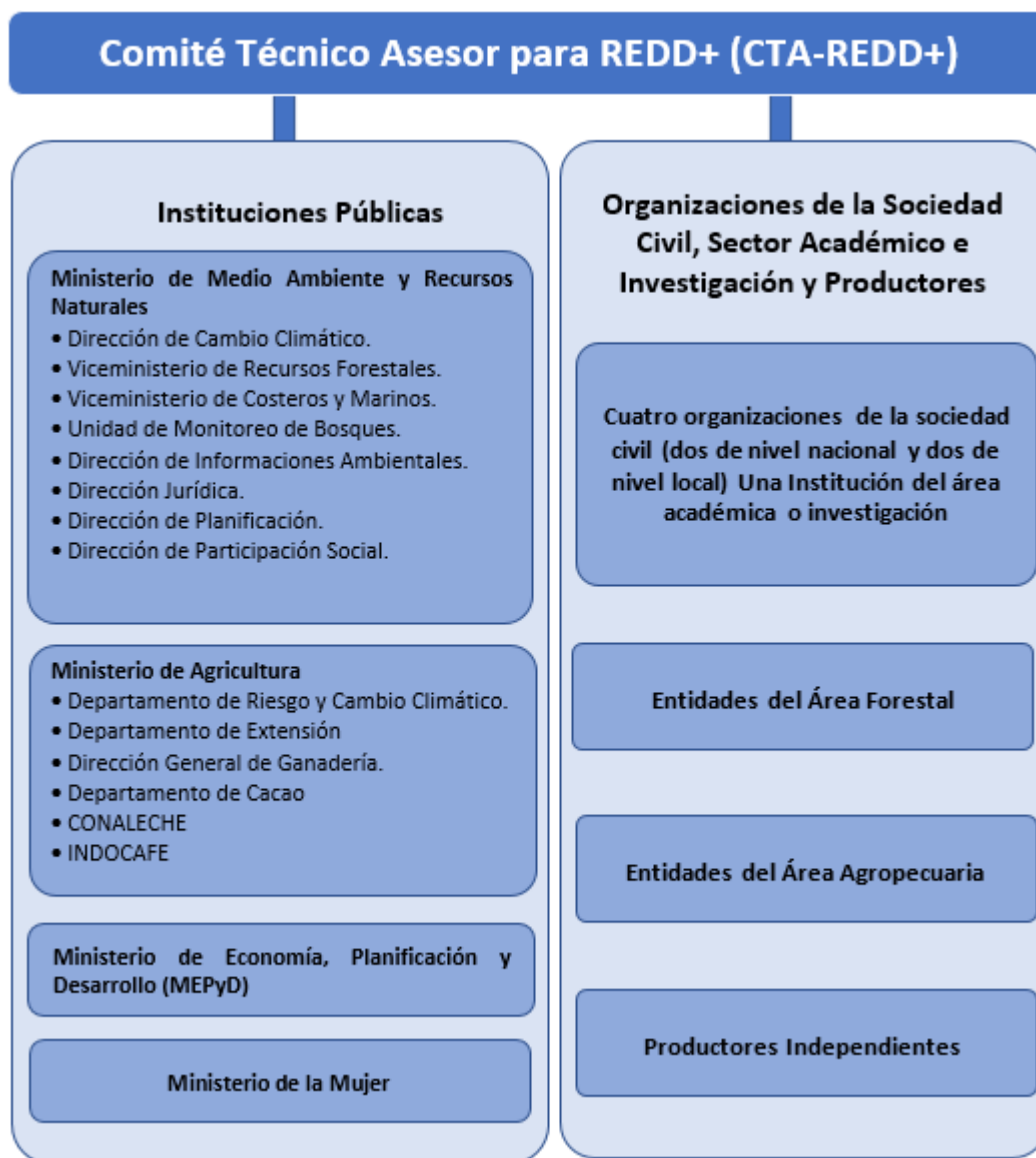 Comité Técnico Asesor para REDD+ (CTA-REDD+)
Instituciones Públicas
Ministerio de Medio Ambiente y Recursos
Naturales
• Dirección de Cambio Climático.
• Viceministerio de Recursos Forestales.
• Viceministerio de Costeros y Marinos.
• Unidad de Monitoreo de Bosques.
• Dirección de Informaciones Ambientales.
• Dirección Jurídica.
• Dirección de Planificación.
• Dirección de Participación Social.
Ministerio de Agricultura
• Departamento de Riesgo y Cambio Climático.
• Departamento de Extensión
• Dirección General de Ganadería.
• Departamento de Cacao
• CONALECHE
• INDOCAFE
Ministerio de Economía, Planificación y
Desarrollo (MEPyD)
Ministerio de la Mujer
Organizaciones de la Sociedad
Civil, Sector Académico e
Investigación y Productores
Cuatro organizaciones de la sociedad
civil (dos de nivel nacional y dos de
nivel local) Una Institución del área
académica o investigación
Entidades del Área Forestal
Entidades del Área Agropecuaria
Productores Independientes